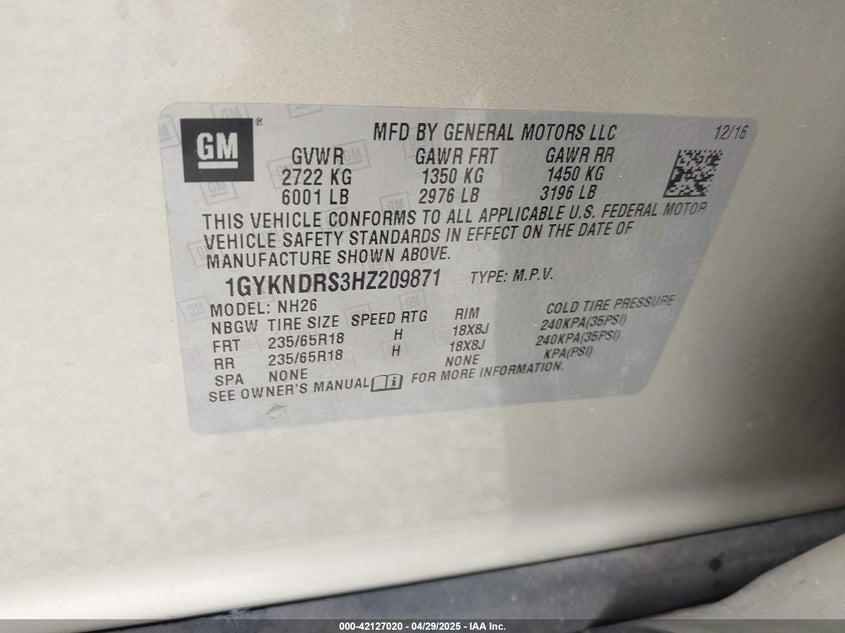 GM ®
MFD BY GENERAL MOTORS LLC 12/16
GVWR GAWR FRT GAWR RR
2722 KG 1350 KG 1450 KG
6001 LB 2976 LB 3196 LB
THIS VEHICLE CONFORMS TO ALL APPLICABLE U.S. FEDERAL MOTOR
VEHICLE SAFETY STANDARDS IN EFFECT ON THE DATE OF
MANUFACTURE SHOWN ABOVE.
1GYKNDRS3HZ209871 TYPE: M.P.V.
MODEL: NH26
NBGW TIRE SIZE SPEED RTG RIM COLD TIRE PRESSURE
FRT 235/65R18 H 18X8J 240KPA(35PSI)
RR 235/65R18 H 18X8J 240KPA(35PSI)
SPA NONE NONE KPA(PSI)
SEE OWNER'S MANUAL FOR MORE INFORMATION.
000-42127020 - 04/29/2025 - IAA Inc.